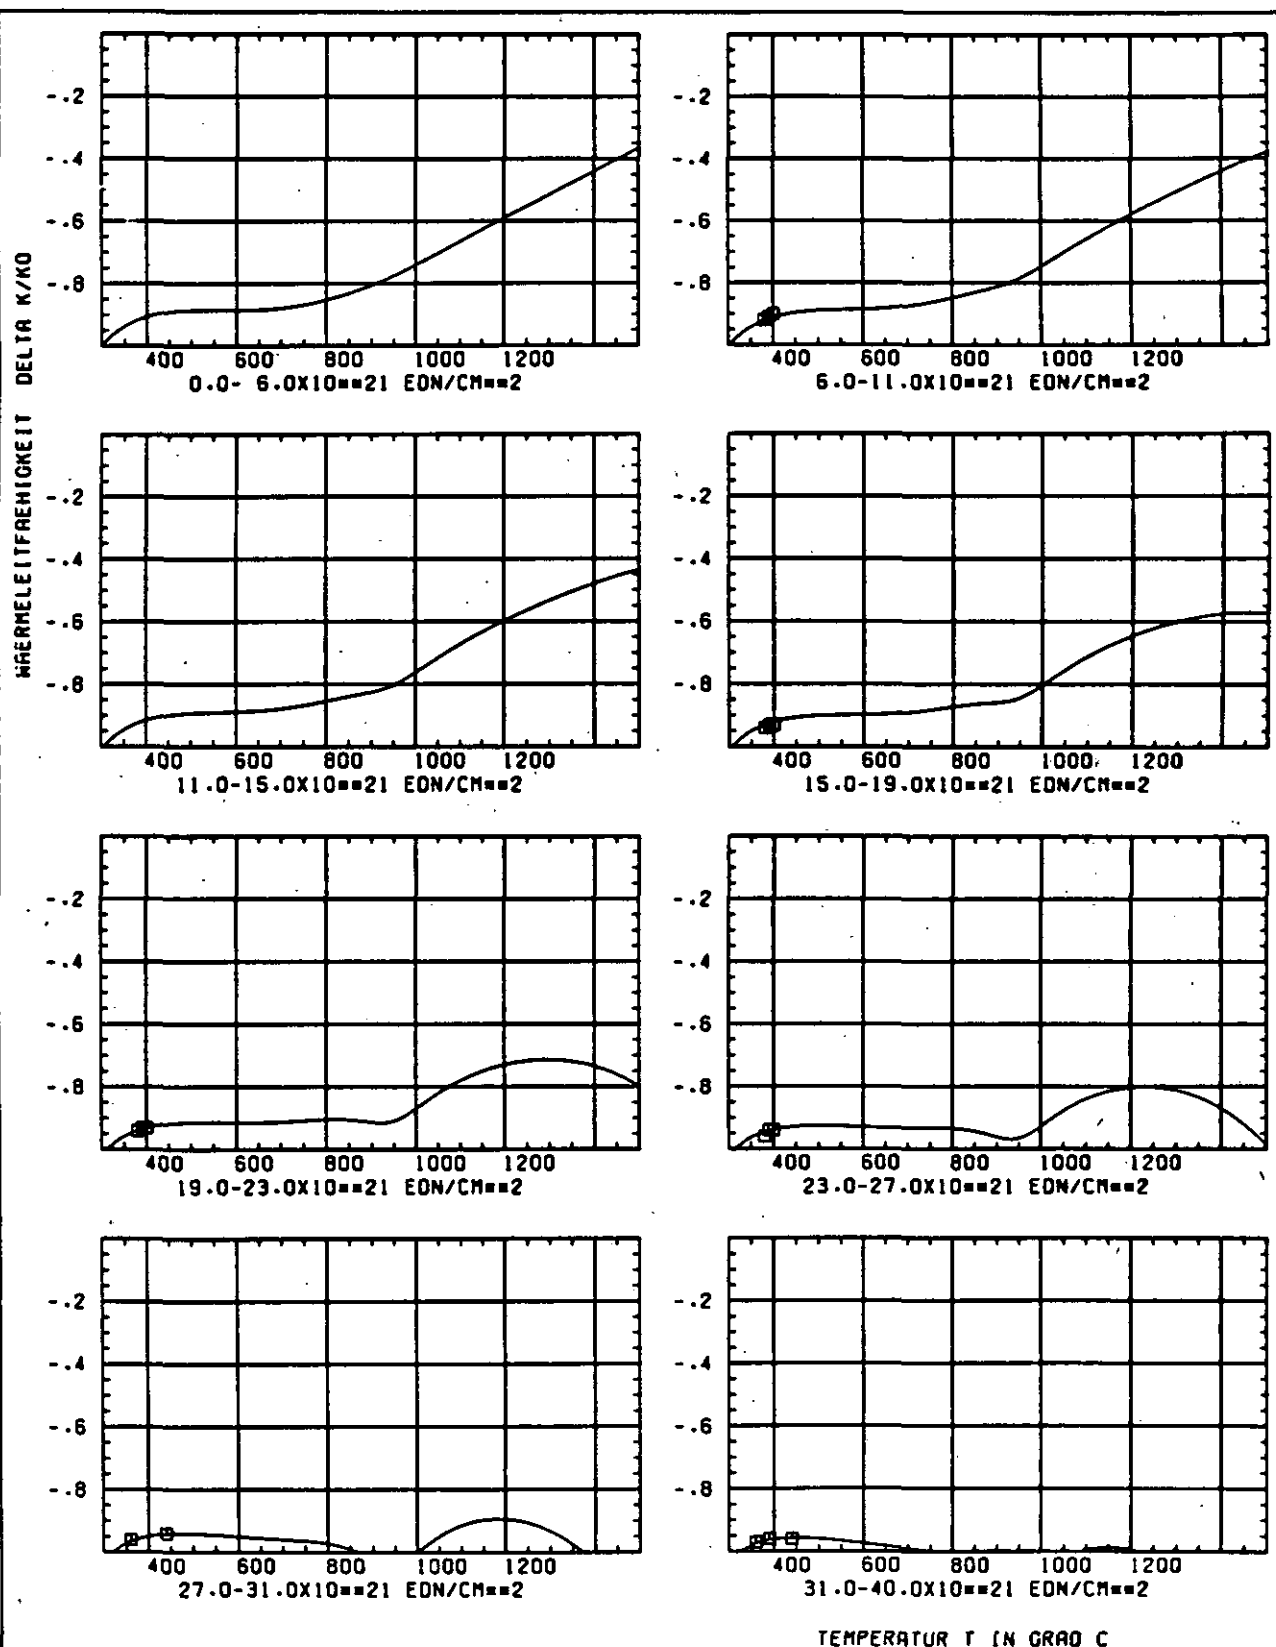 WAERMELEITFAEHIGKEIT DELTA K/KO
-.2
-.4
-.6
-.8
400 600 800 1000 1200
0.0- 6.0X10**21 EDN/CM**2
-.2
-.4
-.6
-.8
400 600 800 1000 1200
6.0-11.0X10**21 EDN/CM**2
-.2
-.4
-.6
-.8
400 600 800 1000 1200
11.0-15.0X10**21 EDN/CM**2
-.2
-.4
-.6
-.8
400 600 800 1000 1200
15.0-19.0X10**21 EDN/CM**2
-.2
-.4
-.6
-.8
400 600 800 1000 1200
19.0-23.0X10**21 EDN/CM**2
-.2
-.4
-.6
-.8
400 600 800 1000 1200
23.0-27.0X10**21 EDN/CM**2
-.2
-.4
-.6
-.8
400 600 800 1000 1200
27.0-31.0X10**21 EDN/CM**2
-.2
-.4
-.6
-.8
400 600 800 1000 1200
31.0-40.0X10**21 EDN/CM**2
TEMPERATUR T IN GRAD C